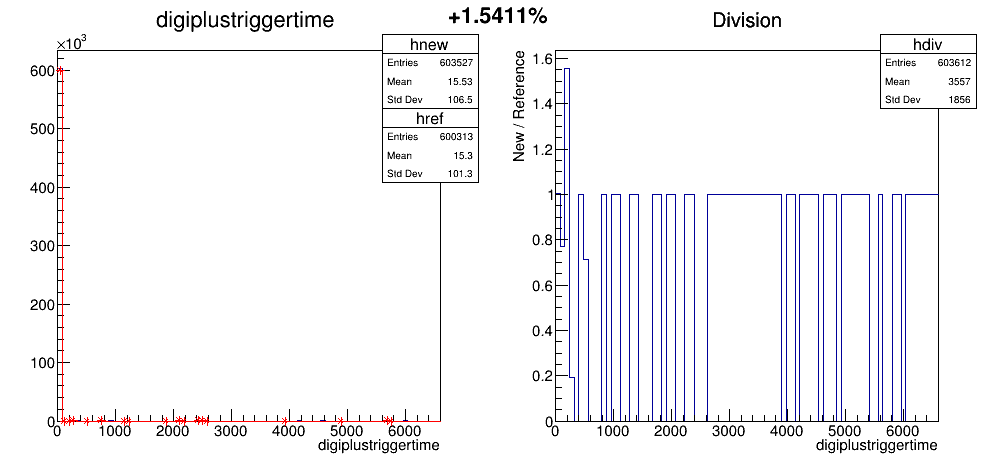 +1.5411%
digiplustriggertime
×10³
hnew
Entries 603527
Mean 15.53
Std Dev 106.5
href
Entries 600313
Mean 15.3
Std Dev 101.3
600
500
400
300
200
100
0
0 1000 2000 3000 4000 5000 6000
digiplustriggertime
Division
hdiv
Entries 603612
Mean 3557
Std Dev 1856
New / Reference
1.6
1.4
1.2
1
0.8
0.6
0.4
0.2
0
0 1000 2000 3000 4000 5000 6000
digiplustriggertime